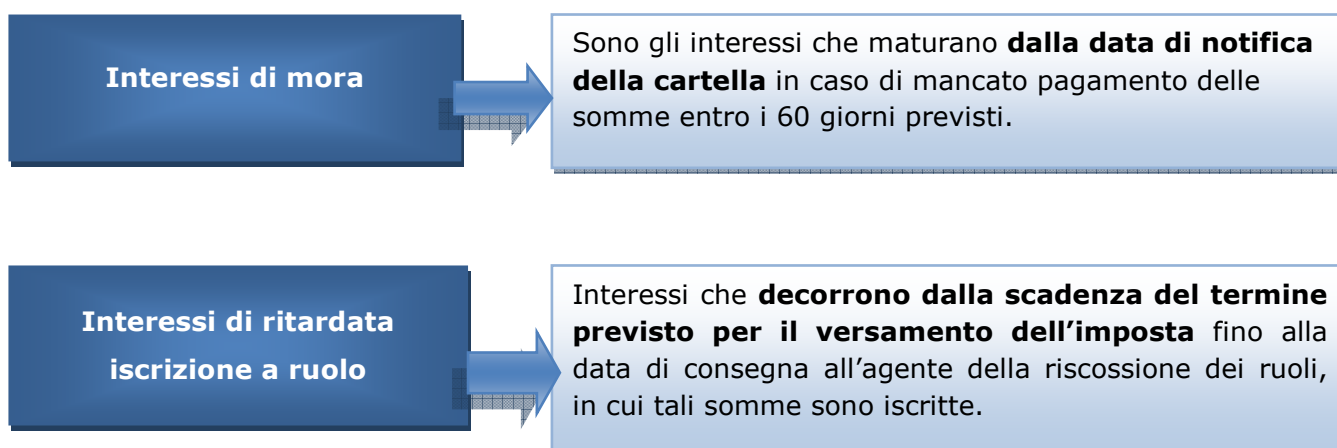 Interessi di mora
Sono gli interessi che maturano dalla data di notifica
della cartella in caso di mancato pagamento delle
somme entro i 60 giorni previsti.
Interessi di ritardata
iscrizione a ruolo
Interessi che decorrono dalla scadenza del termine
previsto per il versamento dell’imposta fino alla
data di consegna all’agente della riscossione dei ruoli,
in cui tali somme sono iscritte.